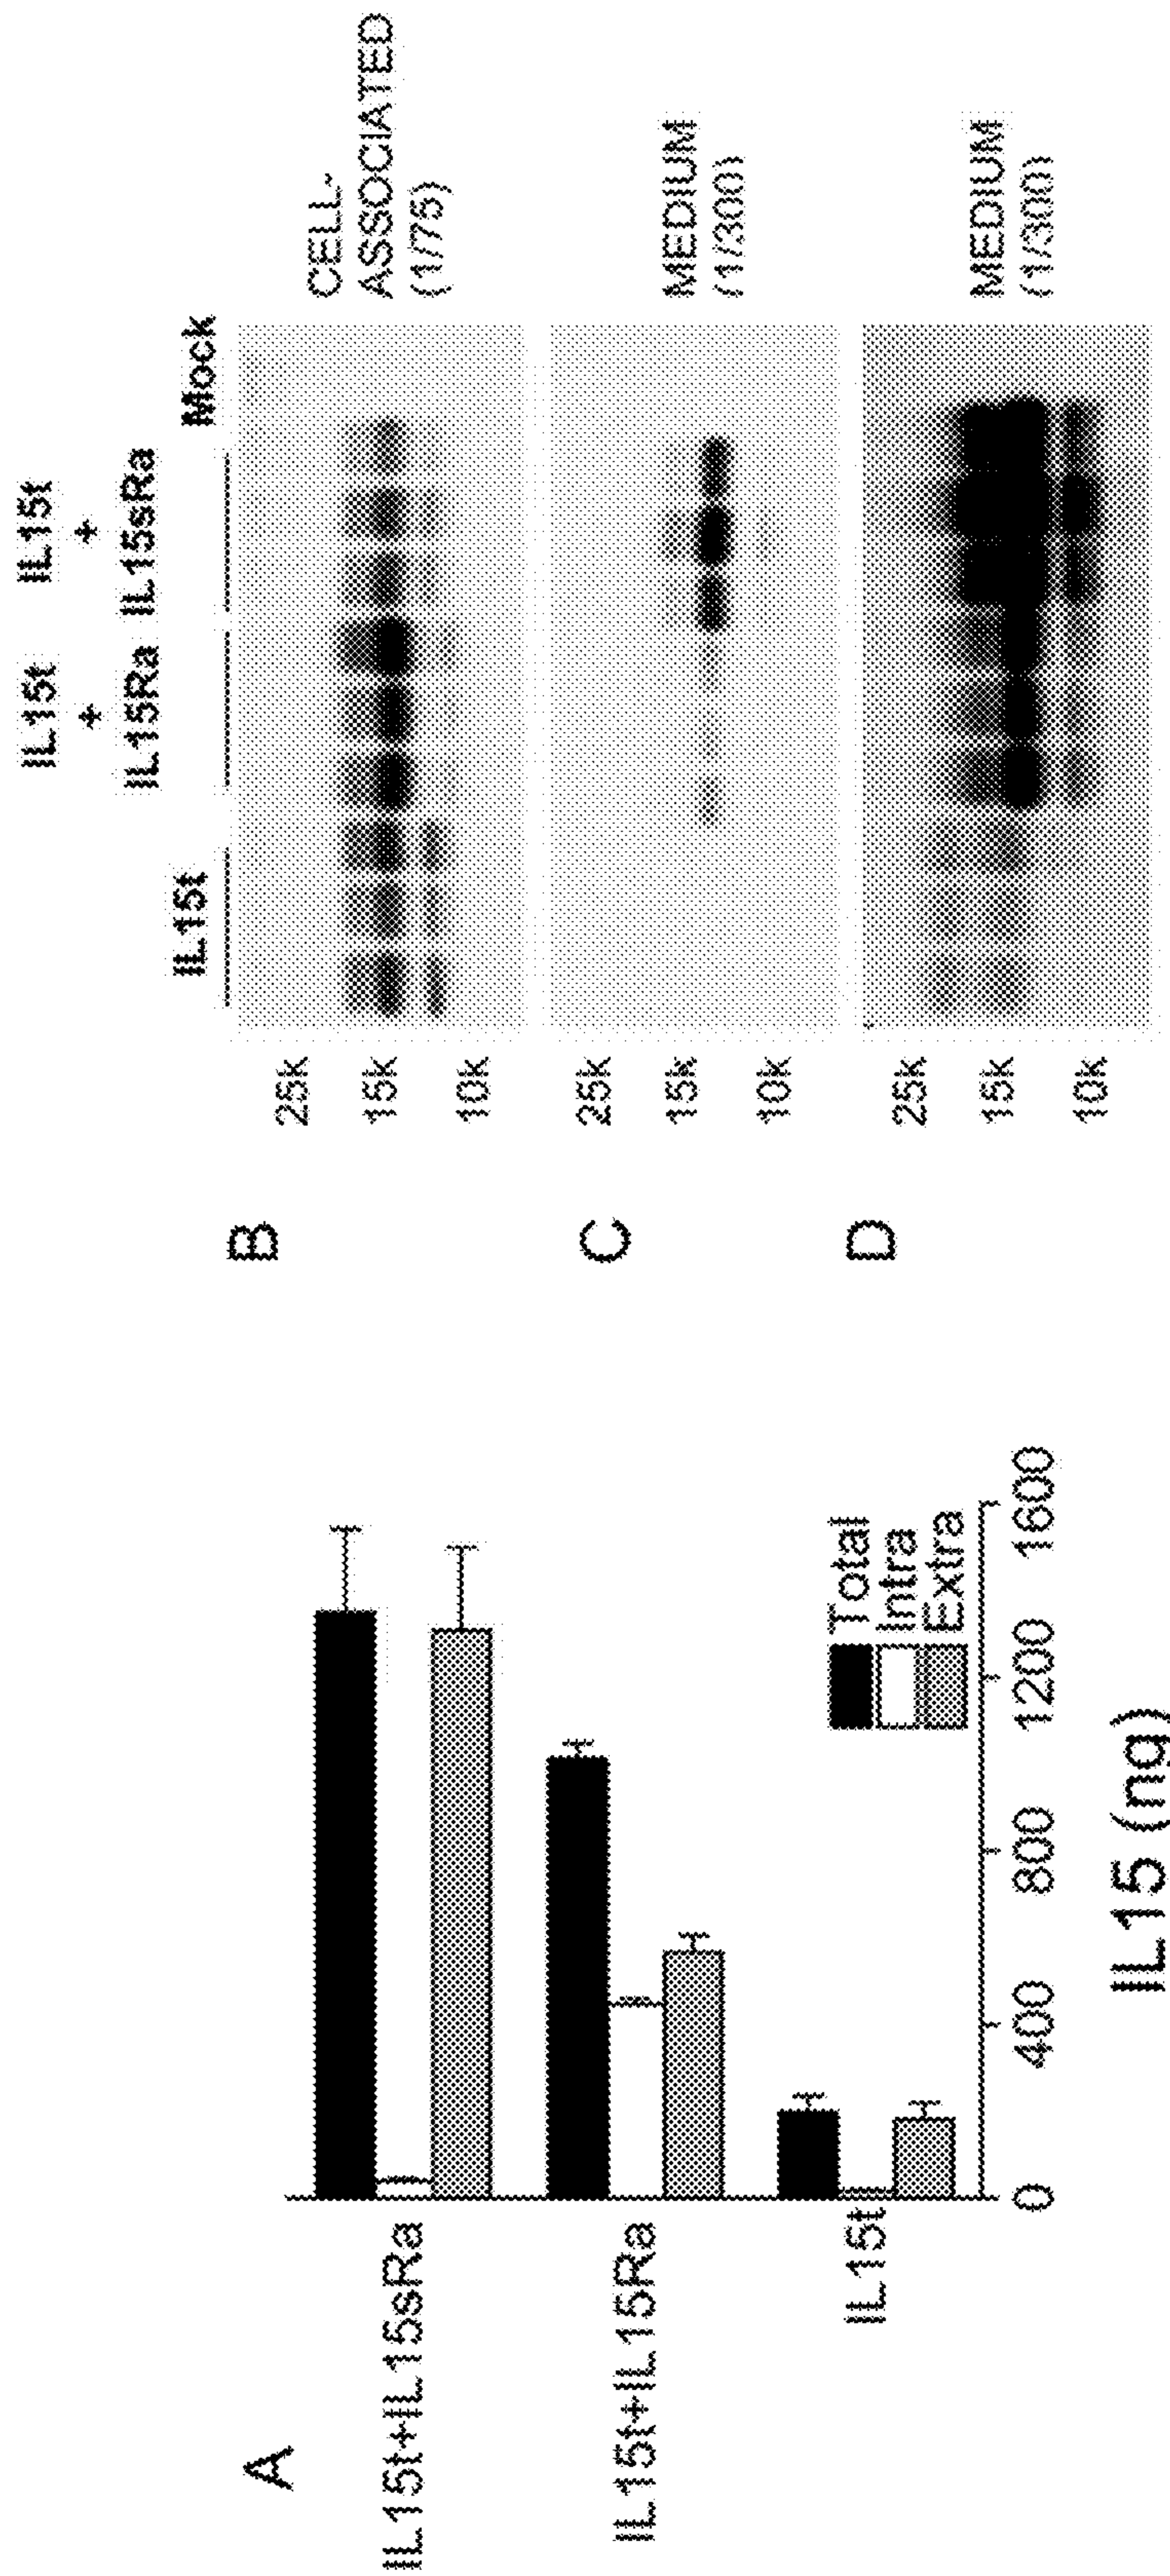 A
IL15t+IL15sRa
IL15t+IL15Ra
IL15t
Total
Intra
Extra
0 400 800 1200 1600
IL15 (ng)
IL15t
+
IL15Ra
IL15t
+
IL15sRa
IL15t
Mock
B
25k
15k
10k
CELL-
ASSOCIATED
(1/75)
C
25k
15k
10k
MEDIUM
(1/300)
D
25k
15k
10k
MEDIUM
(1/300)